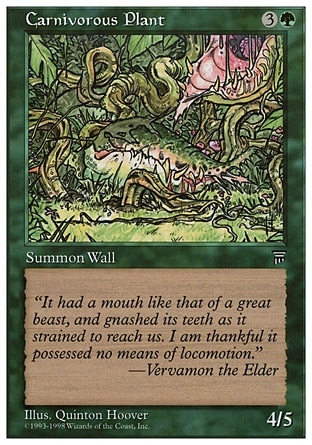 Carnivorous Plant 3
Summon Wall
“It had a mouth like that of a great
beast, and gnashed its teeth as it
strained to reach us. I am thankful it
possessed no means of locomotion.”
—Vervamon the Elder
Illus. Quinton Hoover
©1993-1998 Wizards of the Coast, Inc.
4/5